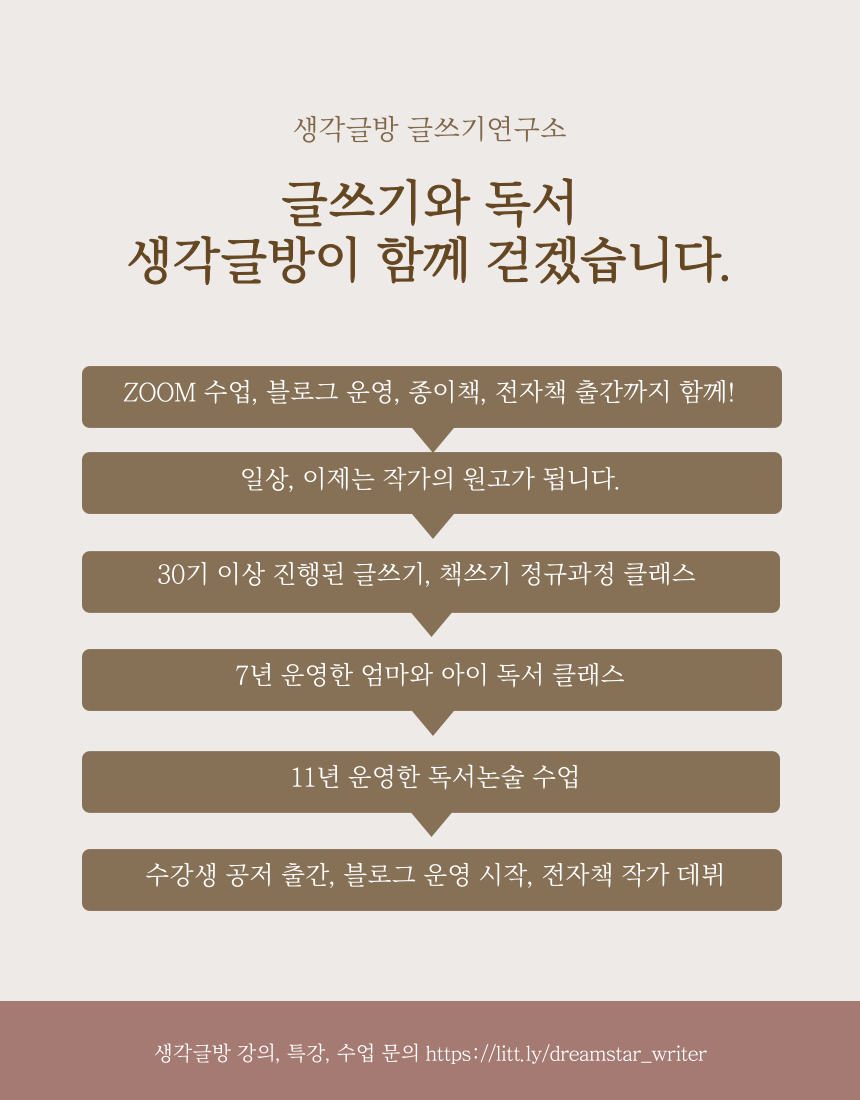 생각글방 글쓰기연구소
글쓰기와 독서
생각글방이 함께 걷겠습니다.
ZOOM 수업, 블로그 운영, 종이책, 전자책 출간까지 함께!
일상, 이제는 작가의 원고가 됩니다.
30기 이상 진행된 글쓰기, 책쓰기 정규과정 클래스
7년 운영한 엄마와 아이 독서 클래스
11년 운영한 독서논술 수업
수강생 공저 출간, 블로그 운영 시작, 전자책 작가 데뷔
생각글방 강의, 특강, 수업 문의 https://litt.ly/dreamstar_writer